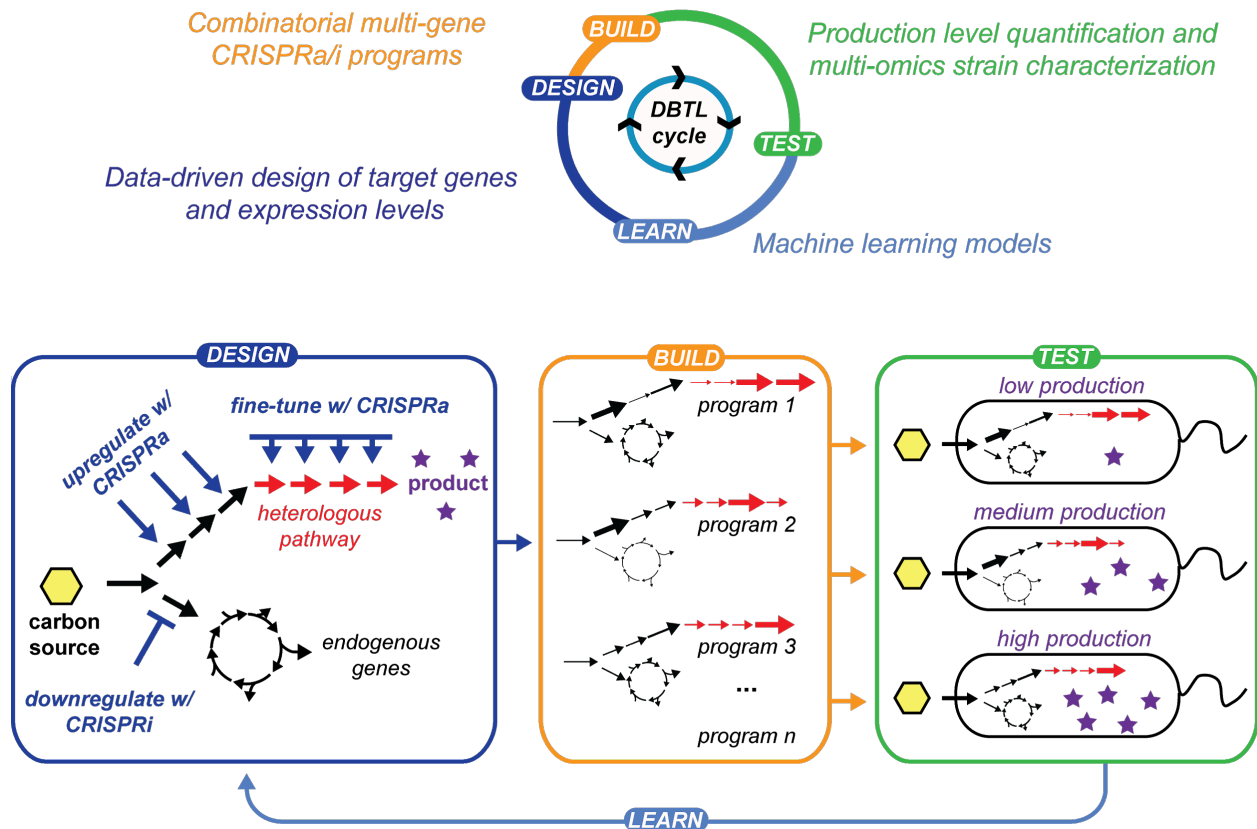 Combinatorial multi-gene
CRISPRa/i programs
BUILD
Production level quantification and
multi-omics strain characterization
DESIGN
DBTL
cycle
TEST
Data-driven design of target genes
and expression levels
LEARN
Machine learning models
DESIGN
upregulate w/
CRISPRa
fine-tune w/ CRISPRa
product
heterologous
pathway
carbon
source
endogenous
genes
downregulate w/
CRISPRi
BUILD
program 1
program 2
program 3
...
program n
TEST
low production
medium production
high production
LEARN